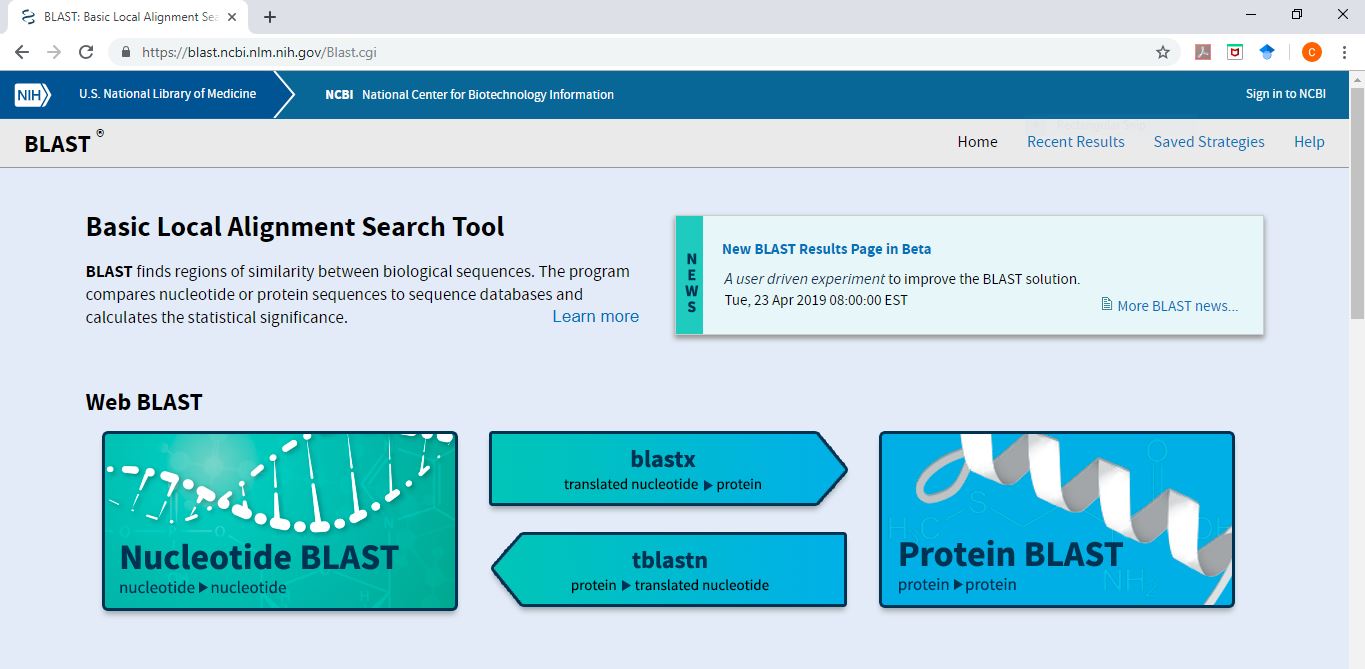 BLAST: Basic Local Alignment Sea
https://blast.ncbi.nlm.nih.gov/Blast.cgi
C
NIH U.S. National Library of Medicine NCBI National Center for Biotechnology Information Sign in to NCBI
BLAST ® Home Recent Results Saved Strategies Help
Basic Local Alignment Search Tool
BLAST finds regions of similarity between biological sequences. The program
compares nucleotide or protein sequences to sequence databases and
calculates the statistical significance. Learn more
NEWS
New BLAST Results Page in Beta
A user driven experiment to improve the BLAST solution.
Tue, 23 Apr 2019 08:00:00 EST
More BLAST news...
Web BLAST
Nucleotide BLAST
nucleotide ▶ nucleotide
blastx
translated nucleotide ▶ protein
tblastn
protein ▶ translated nucleotide
H₃C
S
OH
NH₂
Protein BLAST
protein ▶ protein